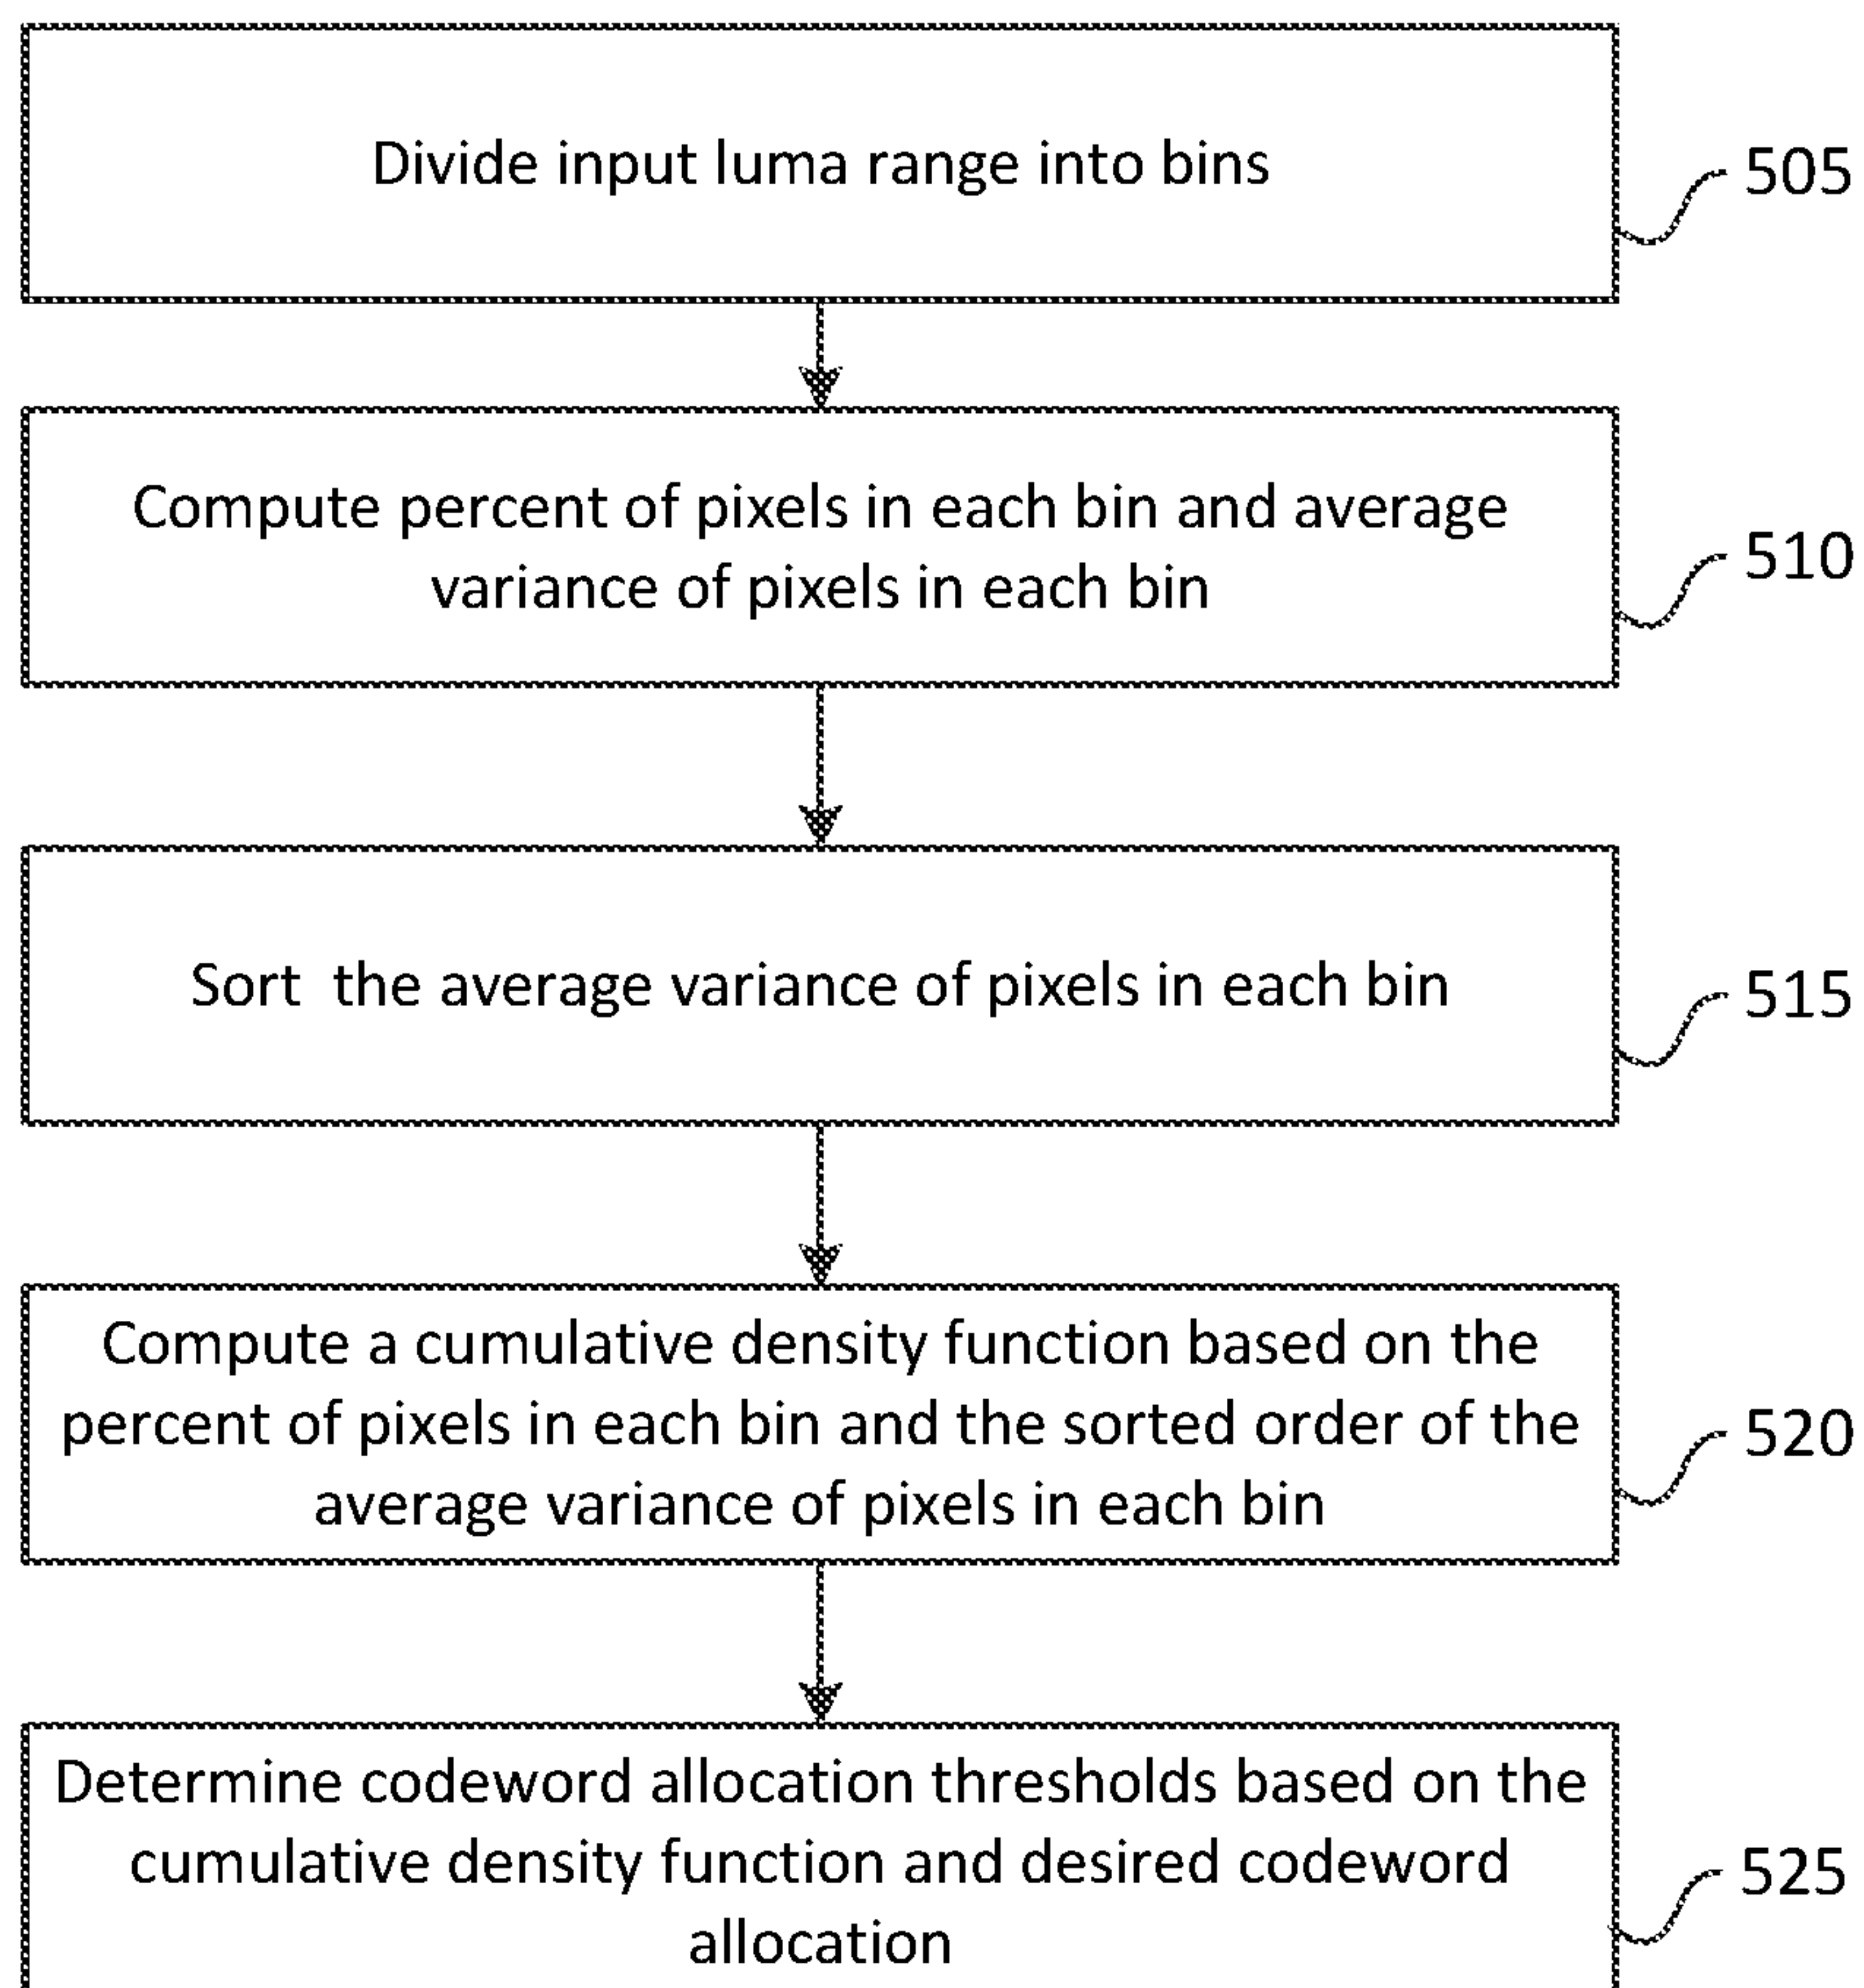 Divide input luma range into bins
505
Compute percent of pixels in each bin and average
variance of pixels in each bin
510
Sort the average variance of pixels in each bin
515
Compute a cumulative density function based on the
percent of pixels in each bin and the sorted order of the
average variance of pixels in each bin
520
Determine codeword allocation thresholds based on the
cumulative density function and desired codeword
allocation
525